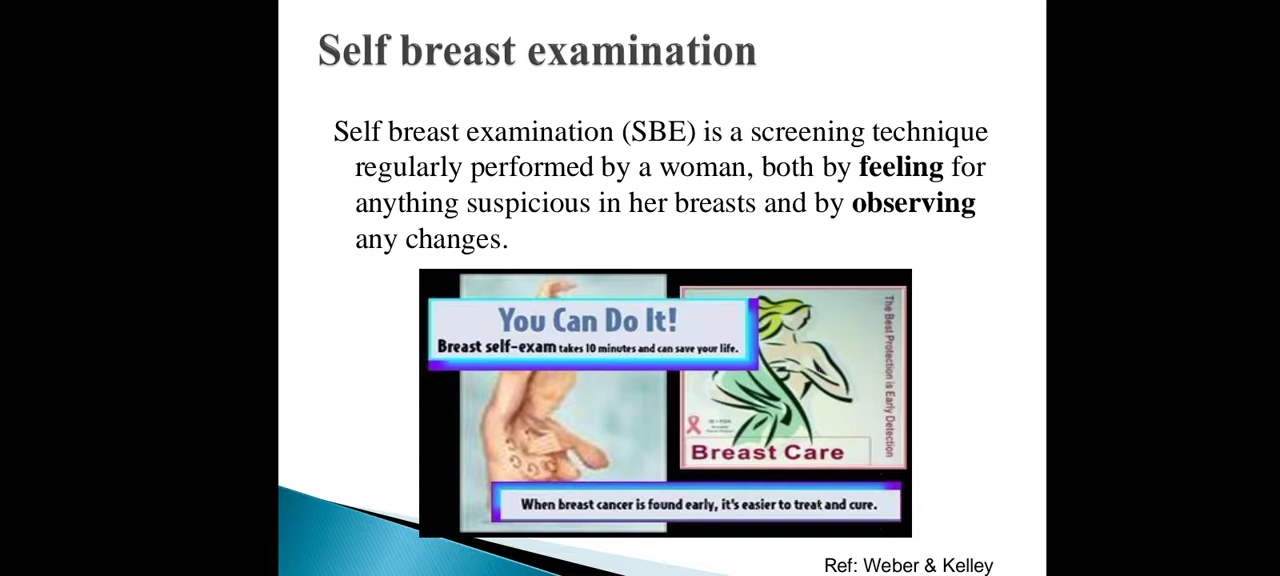 Self breast examination
Self breast examination (SBE) is a screening technique
regularly performed by a woman, both by feeling for
anything suspicious in her breasts and by observing
any changes.
You Can Do It!
Breast self-exam takes 10 minutes and can save your life.
The Best Protection is Early Detection
Breast Care
When breast cancer is found early, it's easier to treat and cure.
Ref: Weber & Kelley